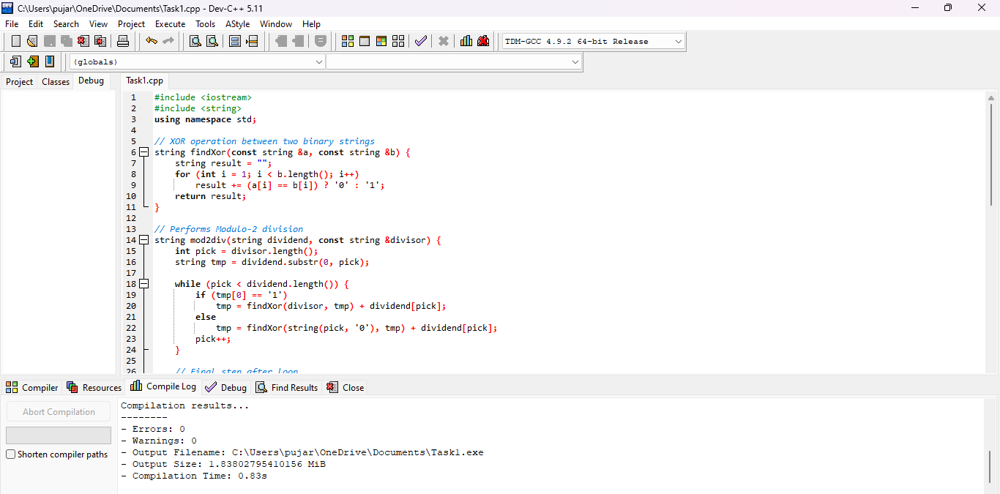 C:\Users\pujar\OneDrive\Documents\Task1.cpp - Dev-C++ 5.11
File Edit Search View Project Execute Tools AStyle Window Help
TDM-GCC 4.9.2 64-bit Release
(globals)
Project Classes Debug
Task1.cpp
1 #include <iostream>
2 #include <string>
3 using namespace std;
4
5 // XOR operation between two binary strings
6 string findXor(const string &a, const string &b) {
7 string result = "";
8 for (int i = 1; i < b.length(); i++)
9 result += (a[i] == b[i]) ? '0' : '1';
10 return result;
11 }
12
13 // Performs Modulo-2 division
14 string mod2div(string dividend, const string &divisor) {
15 int pick = divisor.length();
16 string tmp = dividend.substr(0, pick);
17
18 while (pick < dividend.length()) {
19 if (tmp[0] == '1')
20 tmp = findXor(divisor, tmp) + dividend[pick];
21 else
22 tmp = findXor(string(pick, '0'), tmp) + dividend[pick];
23 pick++;
24 }
25
26 // Final step after loop
Compiler Resources Compile Log Debug Find Results Close
Abort Compilation
Shorten compiler paths
Compilation results...
--------
- Errors: 0
- Warnings: 0
- Output Filename: C:\Users\pujar\OneDrive\Documents\Task1.exe
- Output Size: 1.83802795410156 MiB
- Compilation Time: 0.83s